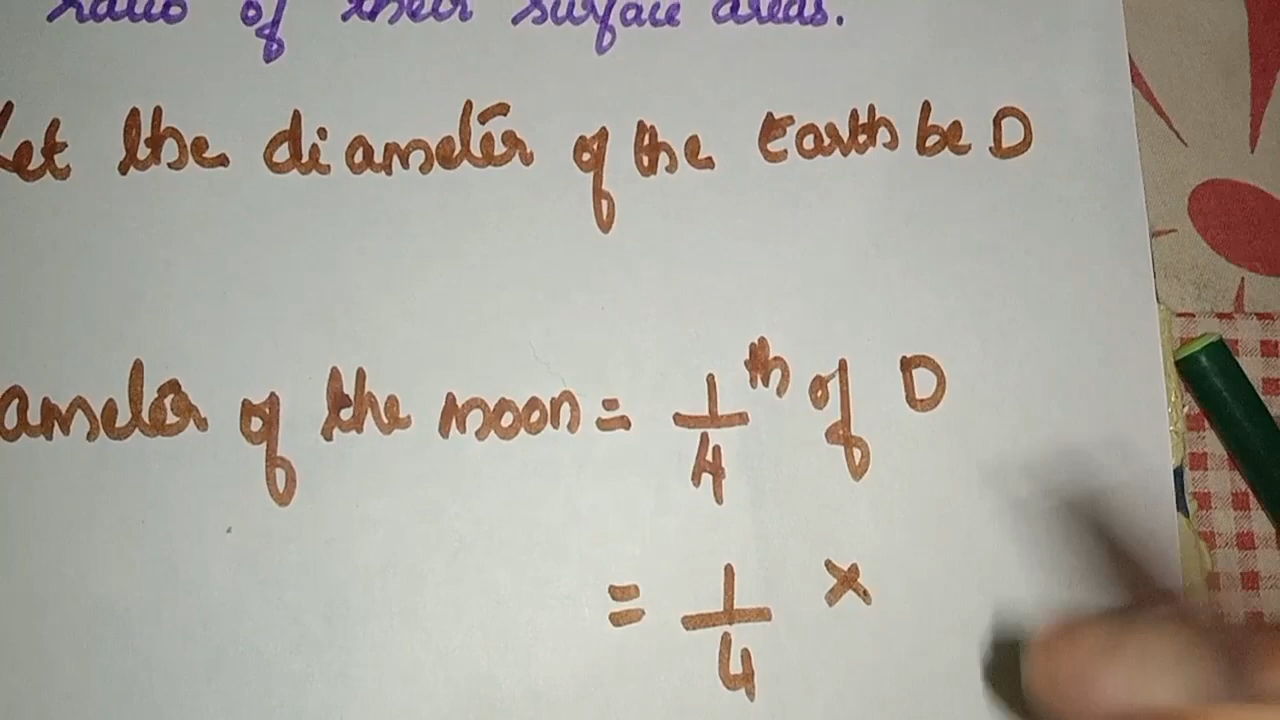 ratio of their surface areas.
Let the diameter of the Earth be D
ameter of the moon = 1/4 th of D
= 1/4 ×